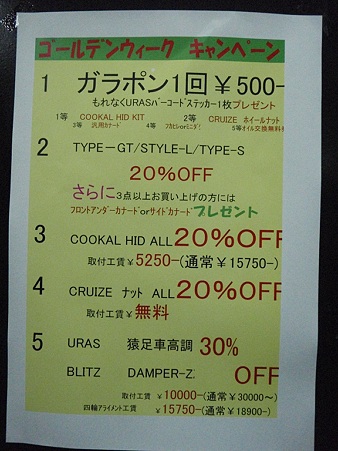 ゴールデンウィーク キャンペーン
1 ガラポン1回￥500-
もれなくURASバーコードステッカー1枚プレゼント
1等 COOKAL HID KIT 2等 CRUIZE ホイールナット
3等 汎用カナード 4等 5等オイル交換無料券
2 TYPE-GT/STYLE-L/TYPE-S
20%OFF
さらに3点以上お買い上げの方には
フロントアンダーカナードorサイドカナードプレゼント
3 COOKAL HID ALL 20%OFF
取付工賃￥5250-(通常￥15750-)
4 CRUIZE ナット ALL 20%OFF
取付工賃￥無料
5 URAS 猿足車高調 30%
BLITZ DAMPER-Z OFF
取付工賃￥10000-(通常￥30000～)
四輪アライメント工賃￥15750-(通常￥18900-)